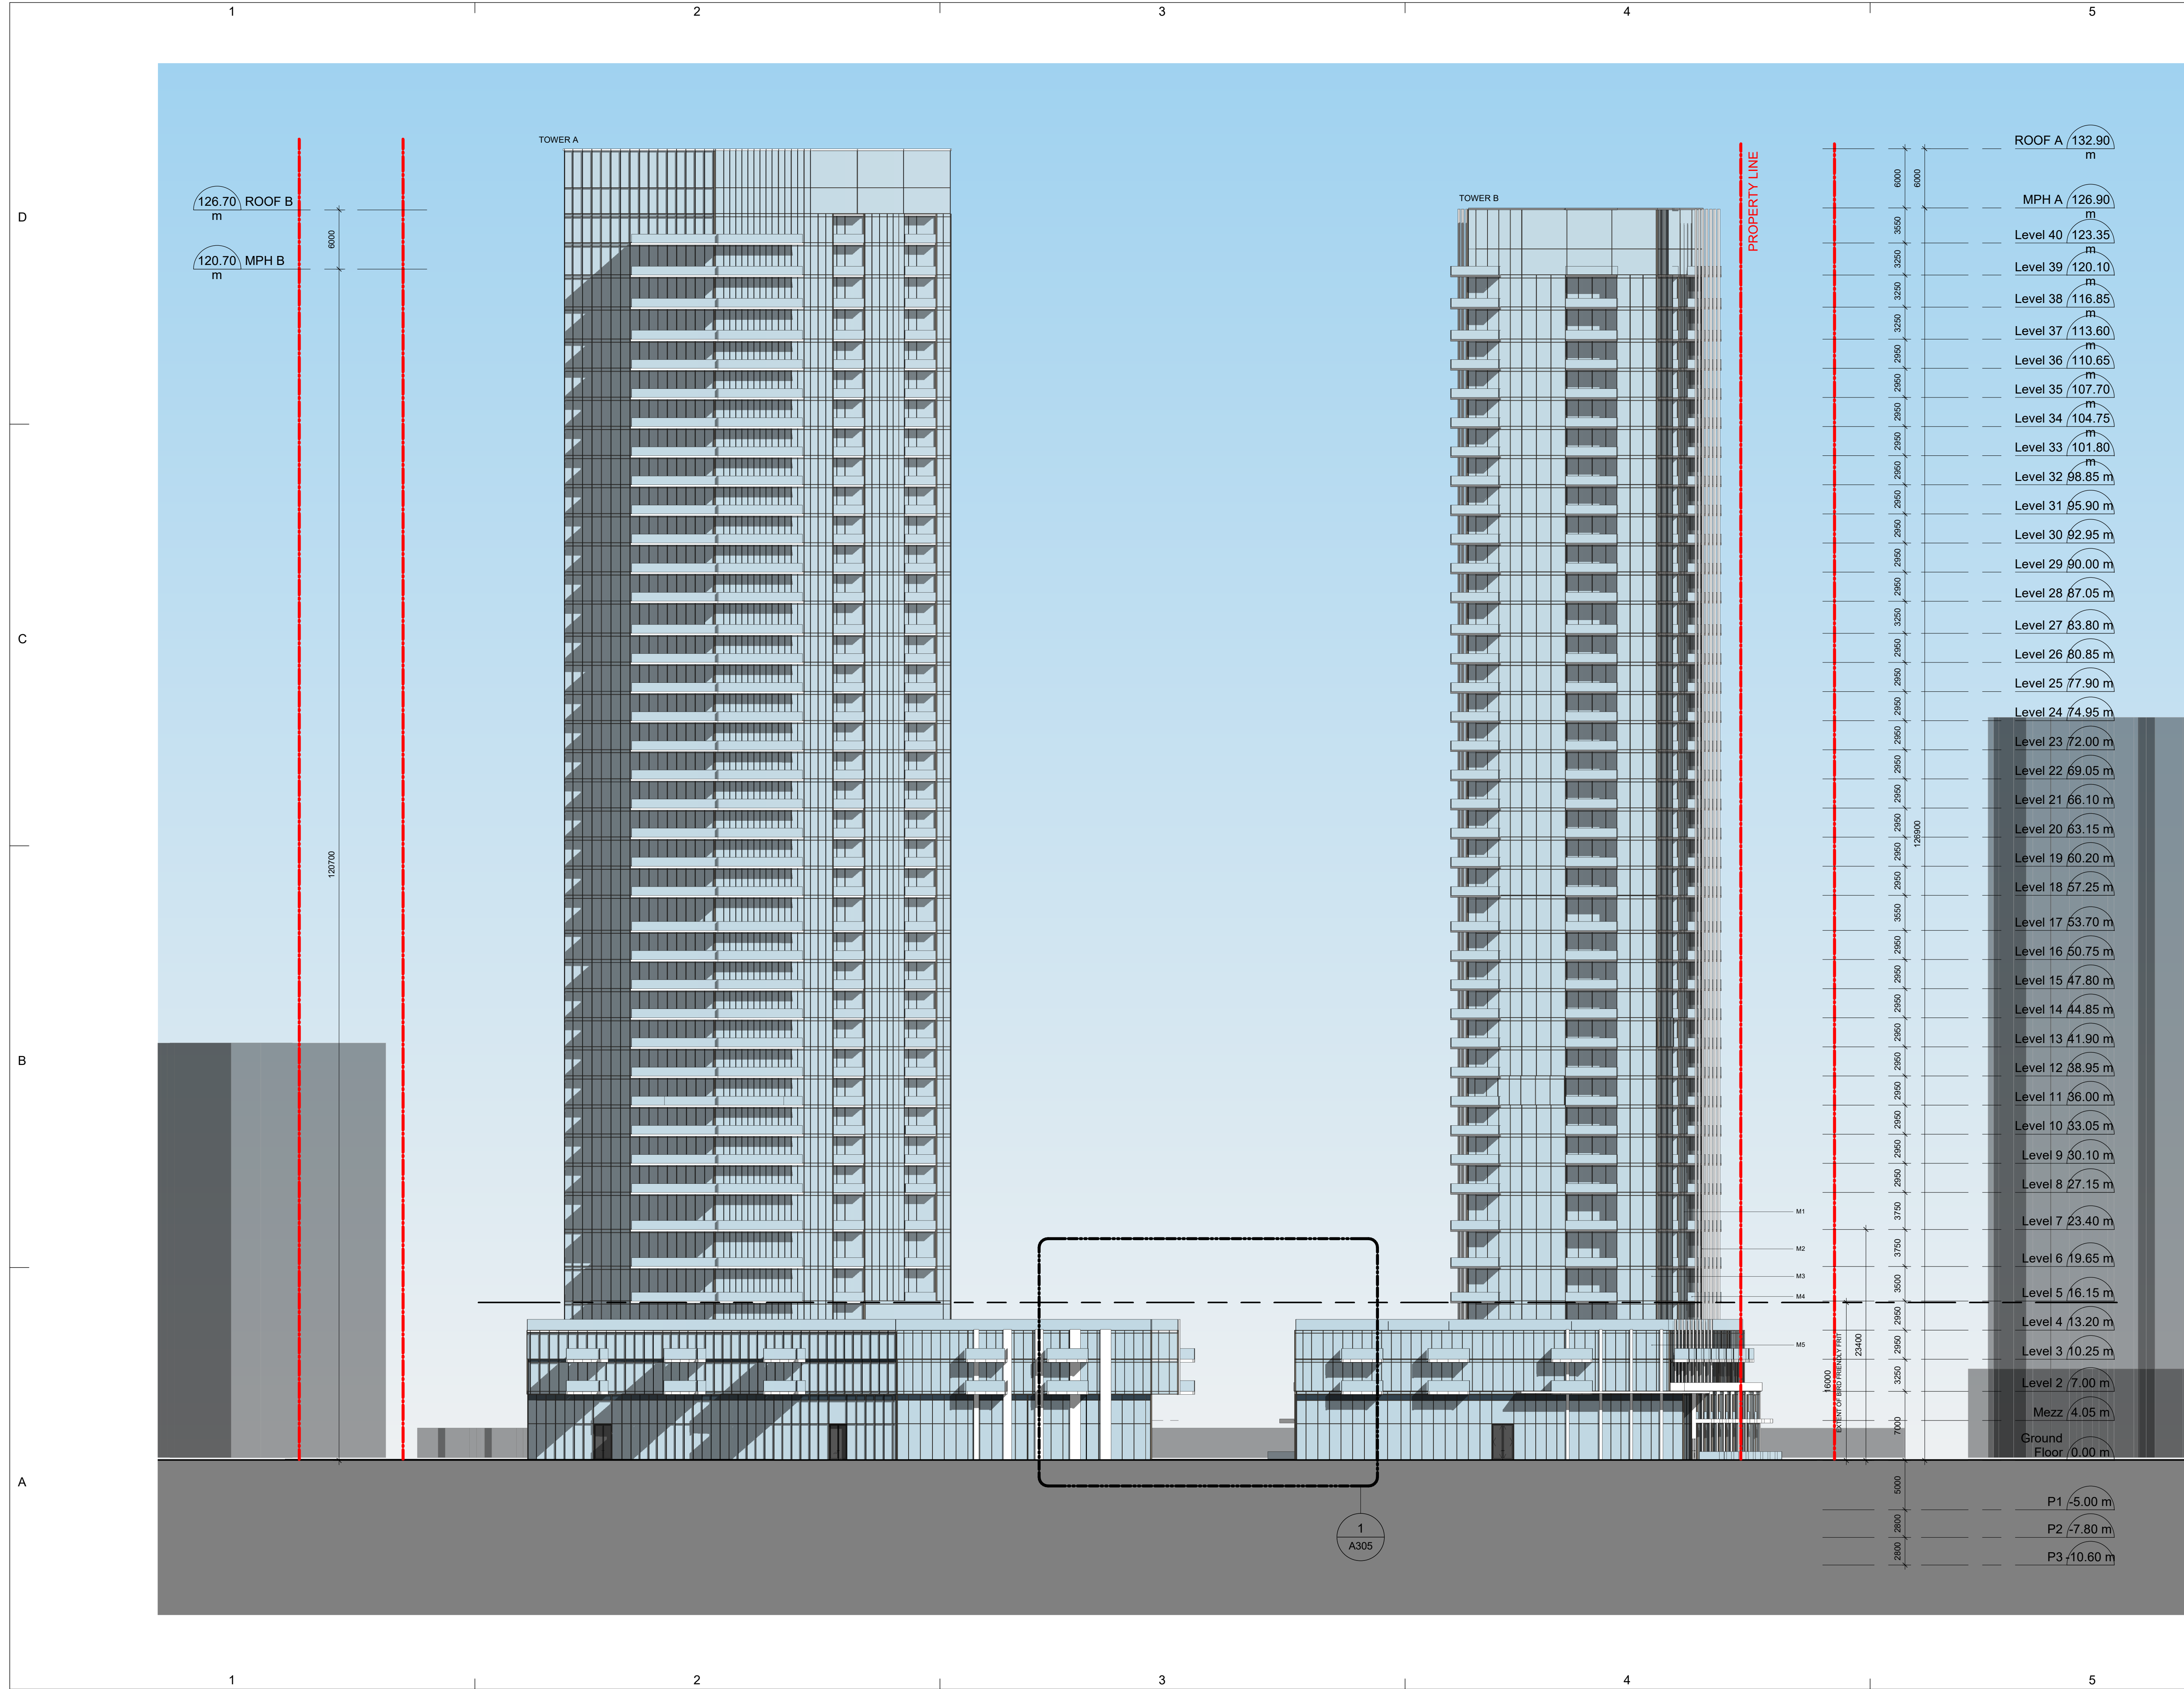 1 2 3 4 5
D
C
B
A
TOWER A
TOWER B
126.70 ROOF B
m
120.70 MPH B
m
6000
120700
PROPERTY LINE
ROOF A 132.90
m
MPH A 126.90
m
Level 40 123.35
m
Level 39 120.10
m
Level 38 116.85
m
Level 37 113.60
m
Level 36 110.65
m
Level 35 107.70
m
Level 34 104.75
m
Level 33 101.80
m
Level 32 98.85 m
Level 31 95.90 m
Level 30 92.95 m
Level 29 90.00 m
Level 28 87.05 m
Level 27 83.80 m
Level 26 80.85 m
Level 25 77.90 m
Level 24 74.95 m
Level 23 72.00 m
Level 22 69.05 m
Level 21 66.10 m
Level 20 63.15 m
Level 19 60.20 m
Level 18 57.25 m
Level 17 53.70 m
Level 16 50.75 m
Level 15 47.80 m
Level 14 44.85 m
Level 13 41.90 m
Level 12 38.95 m
Level 11 36.00 m
Level 10 33.05 m
Level 9 30.10 m
Level 8 27.15 m
Level 7 23.40 m
Level 6 19.65 m
Level 5 16.15 m
Level 4 13.20 m
Level 3 10.25 m
Level 2 7.00 m
Mezz 4.05 m
Ground
Floor 0.00 m
P1 -5.00 m
P2 -7.80 m
P3 -10.60 m
6000
6000
3550
3250
3250
3250
2950
2950
2950
2950
2950
2950
2950
2950
2950
3250
2950
2950
2950
2950
2950
2950
2950
2950
2950
3550
2950
2950
2950
2950
2950
2950
2950
2950
2950
3750
3750
3500
2950
2950
3250
7000
5000
2800
2800
126900
23400
16000
EXTENT OF BIRD FRIENDLY FRIT
M1
M2
M3
M4
M5
1
A305
1 2 3 4 5